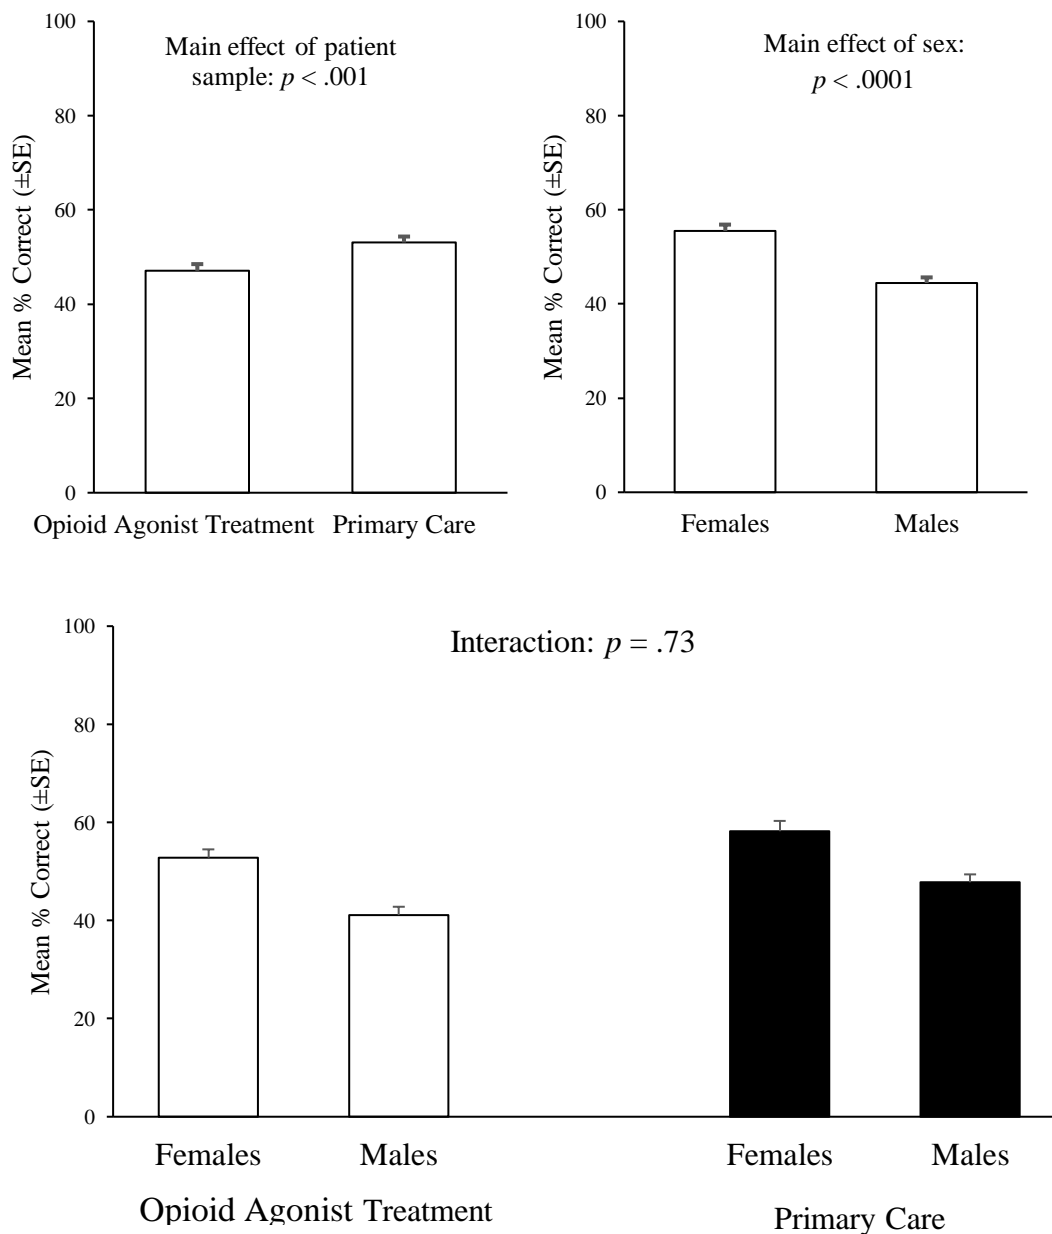 Main effect of patient
sample: p < .001
Mean % Correct (±SE)
100
80
60
40
20
0
Opioid Agonist Treatment
Primary Care
Main effect of sex:
p < .0001
Mean % Correct (±SE)
100
80
60
40
20
0
Females
Males
Interaction: p = .73
Mean % Correct (±SE)
100
80
60
40
20
0
Females
Males
Females
Males
Opioid Agonist Treatment
Primary Care